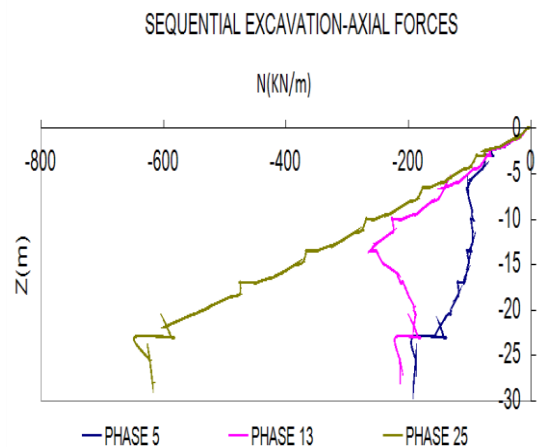 SEQUENTIAL EXCAVATION-AXIAL FORCES
N(KN/m)
-800 -600 -400 -200 0
0
-5
-10
-15
-20
-25
-30
Z(m)
PHASE 5 PHASE 13 PHASE 25